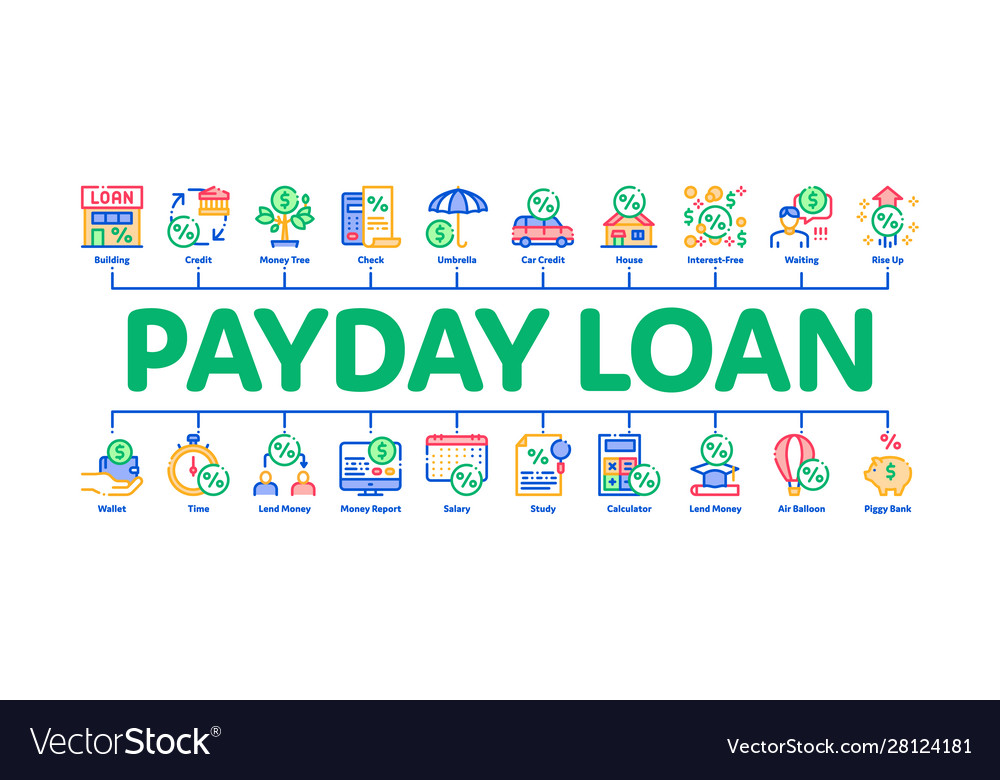 LOAN
Building Credit Money Tree Check Umbrella Car Credit House Interest-Free Waiting Rise Up
PAYDAY LOAN
Wallet Time Lend Money Money Report Salary Study Calculator Lend Money Air Balloon Piggy Bank
VectorStock®
VectorStock.com/28124181